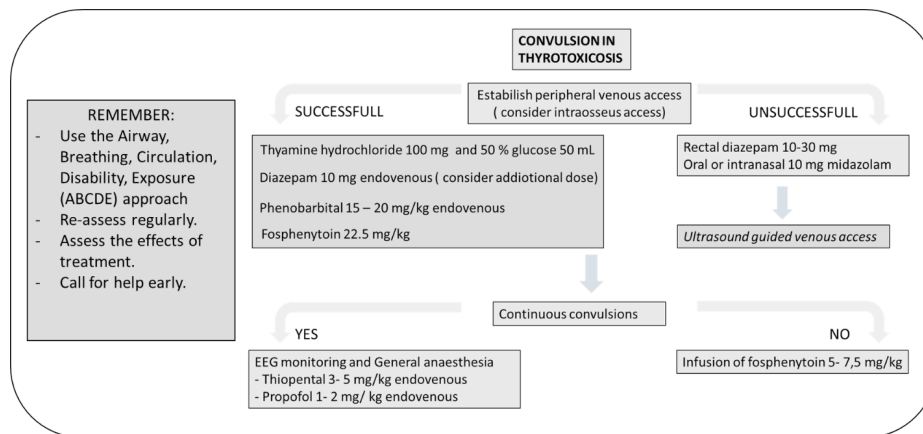 CONVULSION IN
THYROTOXICOSIS
Estabilish peripheral venous access
( consider intraosseus access)
SUCCESSFULL
UNSUCCESSFULL
REMEMBER:
- Use the Airway,
Breathing, Circulation,
Disability, Exposure
(ABCDE) approach
- Re-assess regularly.
- Assess the effects of
treatment.
- Call for help early.
Thyamine hydrochloride 100 mg and 50 % glucose 50 mL
Diazepam 10 mg endovenous ( consider addiotional dose)
Phenobarbital 15 – 20 mg/kg endovenous
Fosphenytoin 22.5 mg/kg
Rectal diazepam 10-30 mg
Oral or intranasal 10 mg midazolam
Ultrasound guided venous access
Continuous convulsions
YES
NO
EEG monitoring and General anaesthesia
- Thiopental 3- 5 mg/kg endovenous
- Propofol 1- 2 mg/ kg endovenous
Infusion of fosphenytoin 5- 7,5 mg/kg